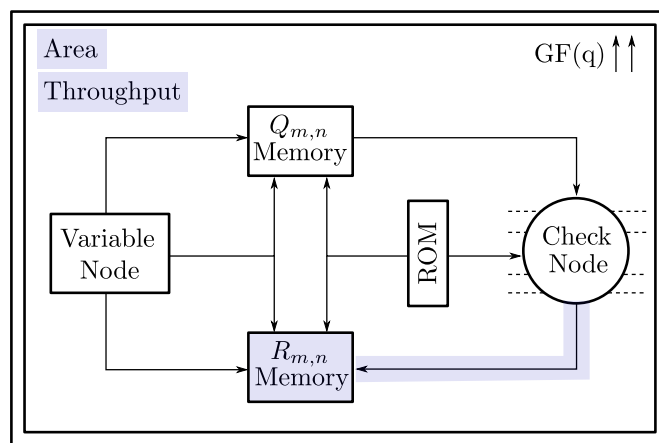 Area
GF(q)
Throughput
Q_{m,n}
Memory
Variable
Node
ROM
Check
Node
R_{m,n}
Memory